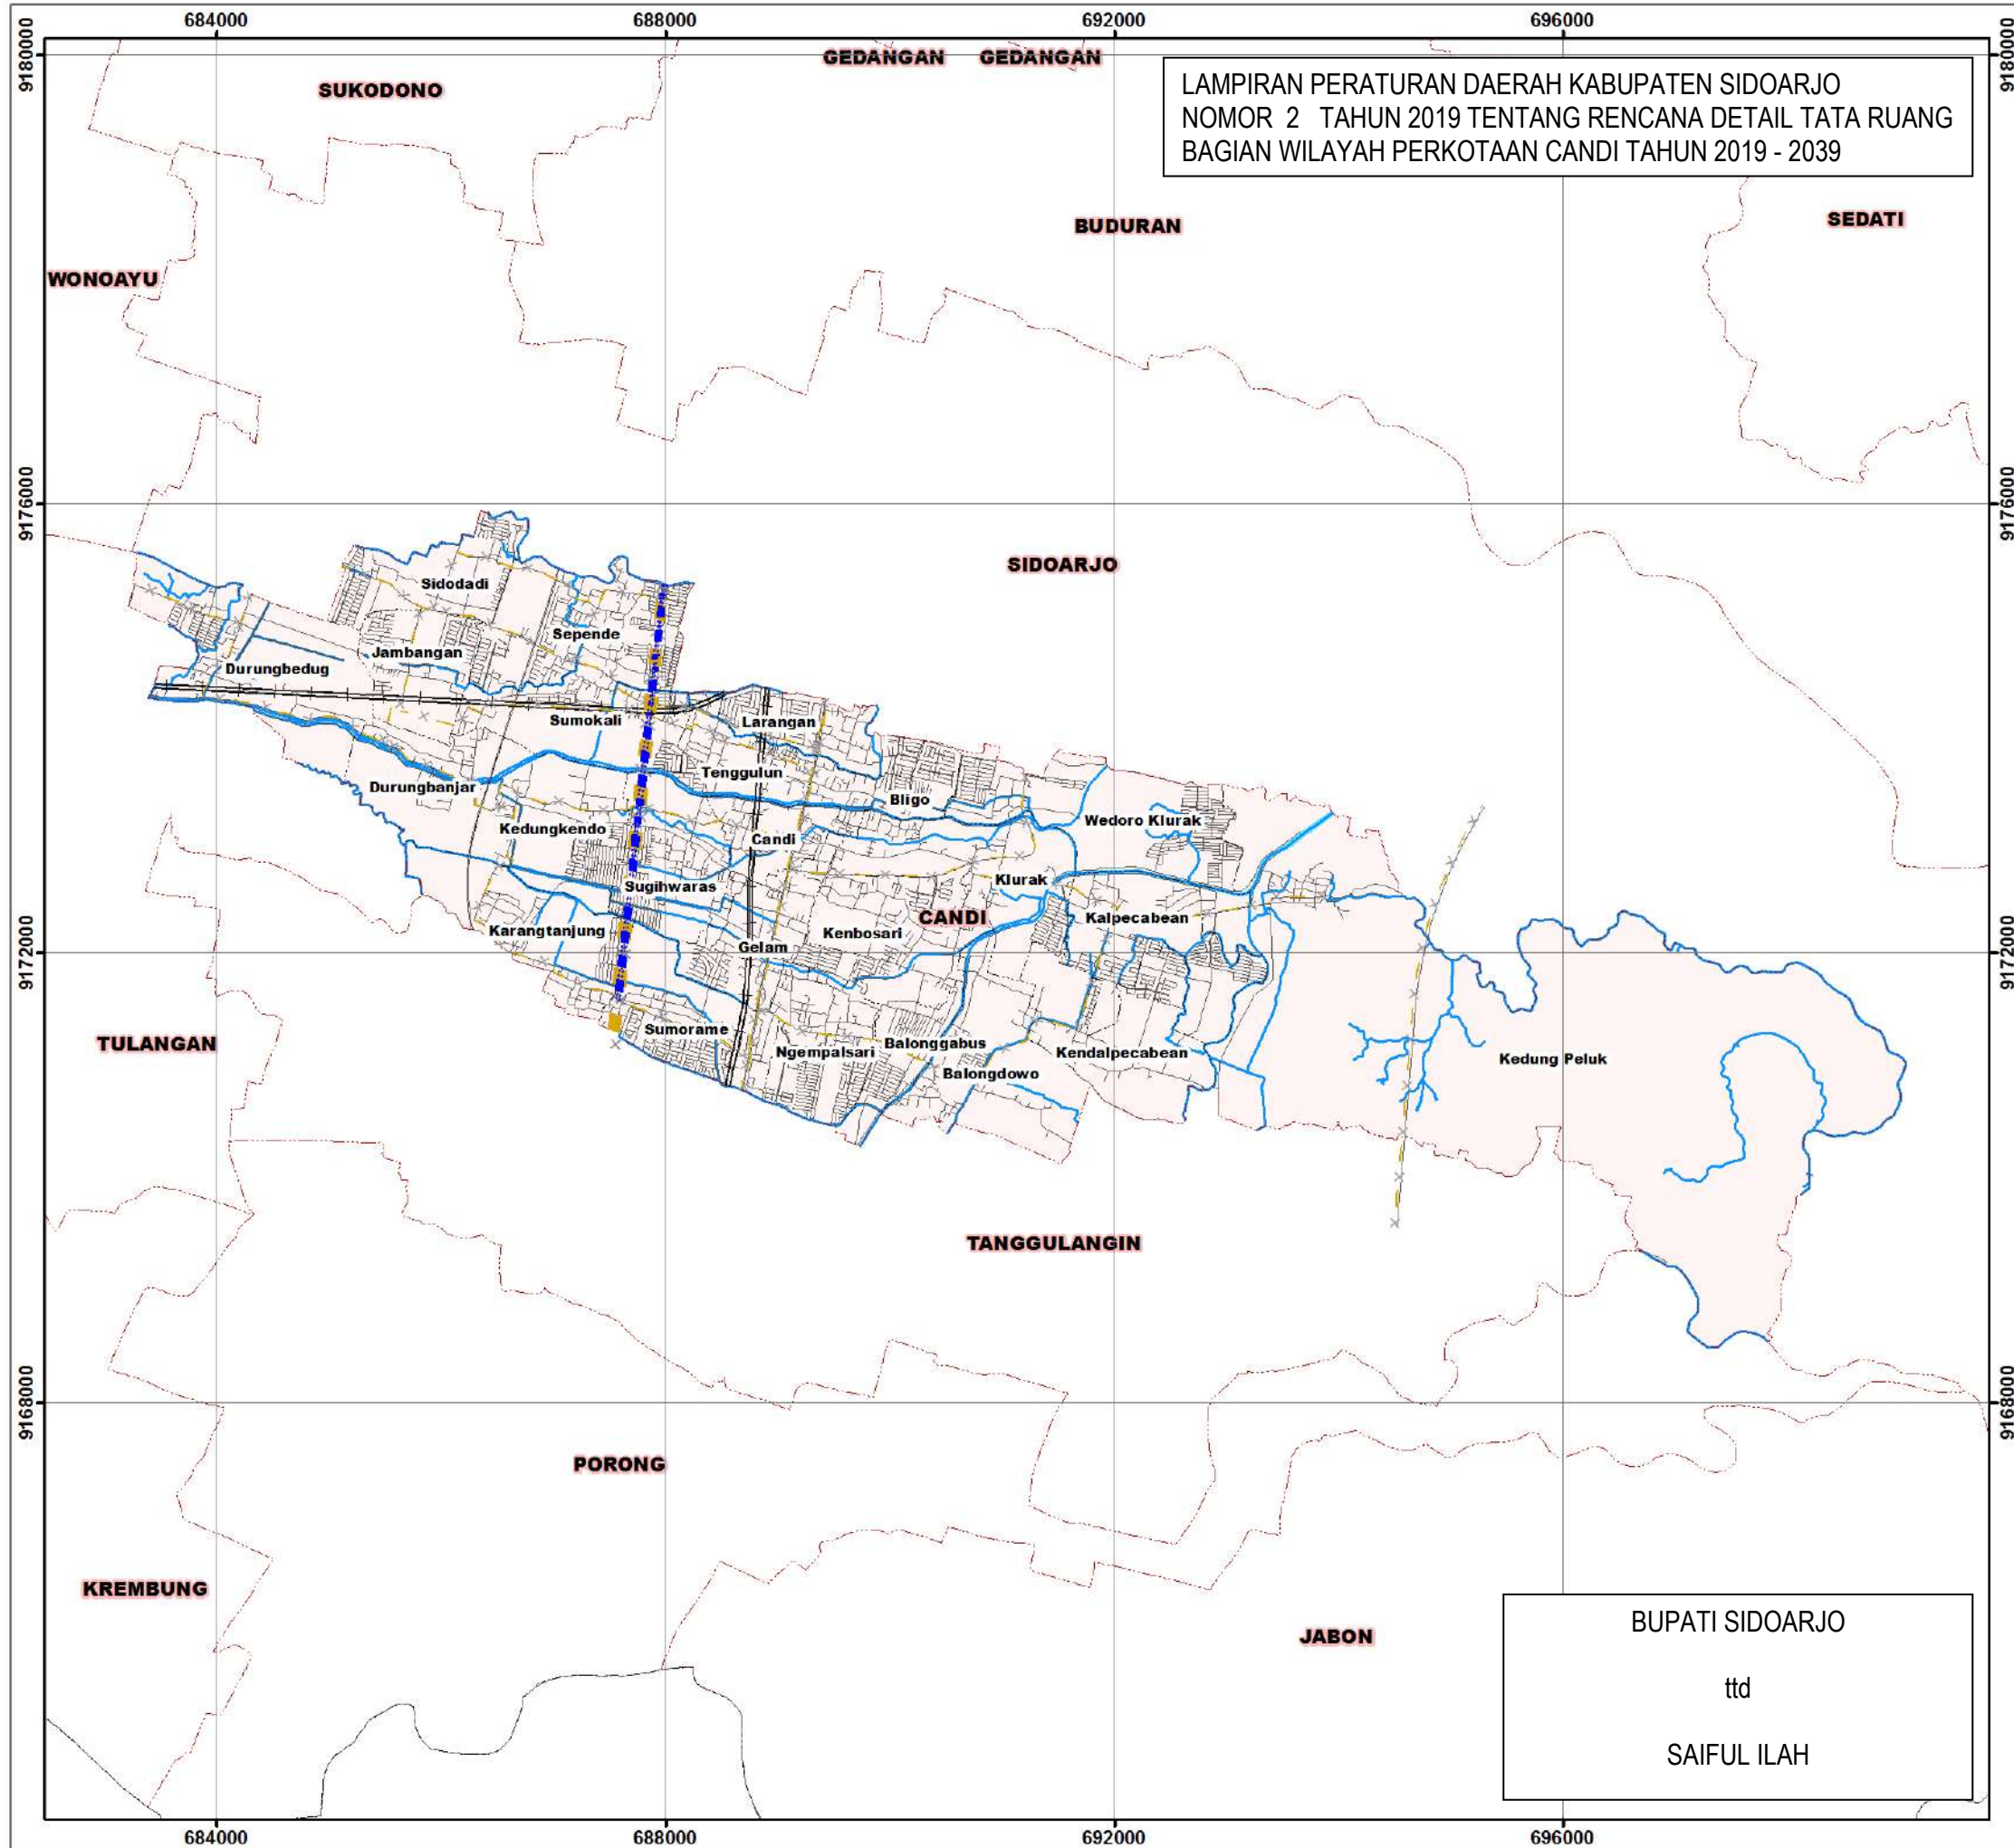 684000 688000 692000 696000
9180000 9180000
GEDANGAN GEDANGAN
LAMPIRAN PERATURAN DAERAH KABUPATEN SIDOARJO
NOMOR 2 TAHUN 2019 TENTANG RENCANA DETAIL TATA RUANG
BAGIAN WILAYAH PERKOTAAN CANDI TAHUN 2019 - 2039
SUKODONO
SEDATI
BUDURAN
WONOAYU
9176000 9176000
SIDOARJO
Sidodadi
Sepende
Jambangan
Durungbedug
Sumokali
Larangan
Tenggulun
Durungbanjar
Bligo
Wedoro Klurak
Kedungkendo
Candi
Klurak
Sugihwaras
CANDI
Kalpecabean
Karangtanjung
Kenbosari
Gelam
9172000 9172000
Sumorame
TULANGAN
Balonggabus
Ngempalsari
Kendalpecabean
Kedung Peluk
Balongdowo
TANGGULANGIN
9168000 9168000
PORONG
KREMBUNG
JABON
BUPATI SIDOARJO
ttd
SAIFUL ILAH
684000 688000 692000 696000